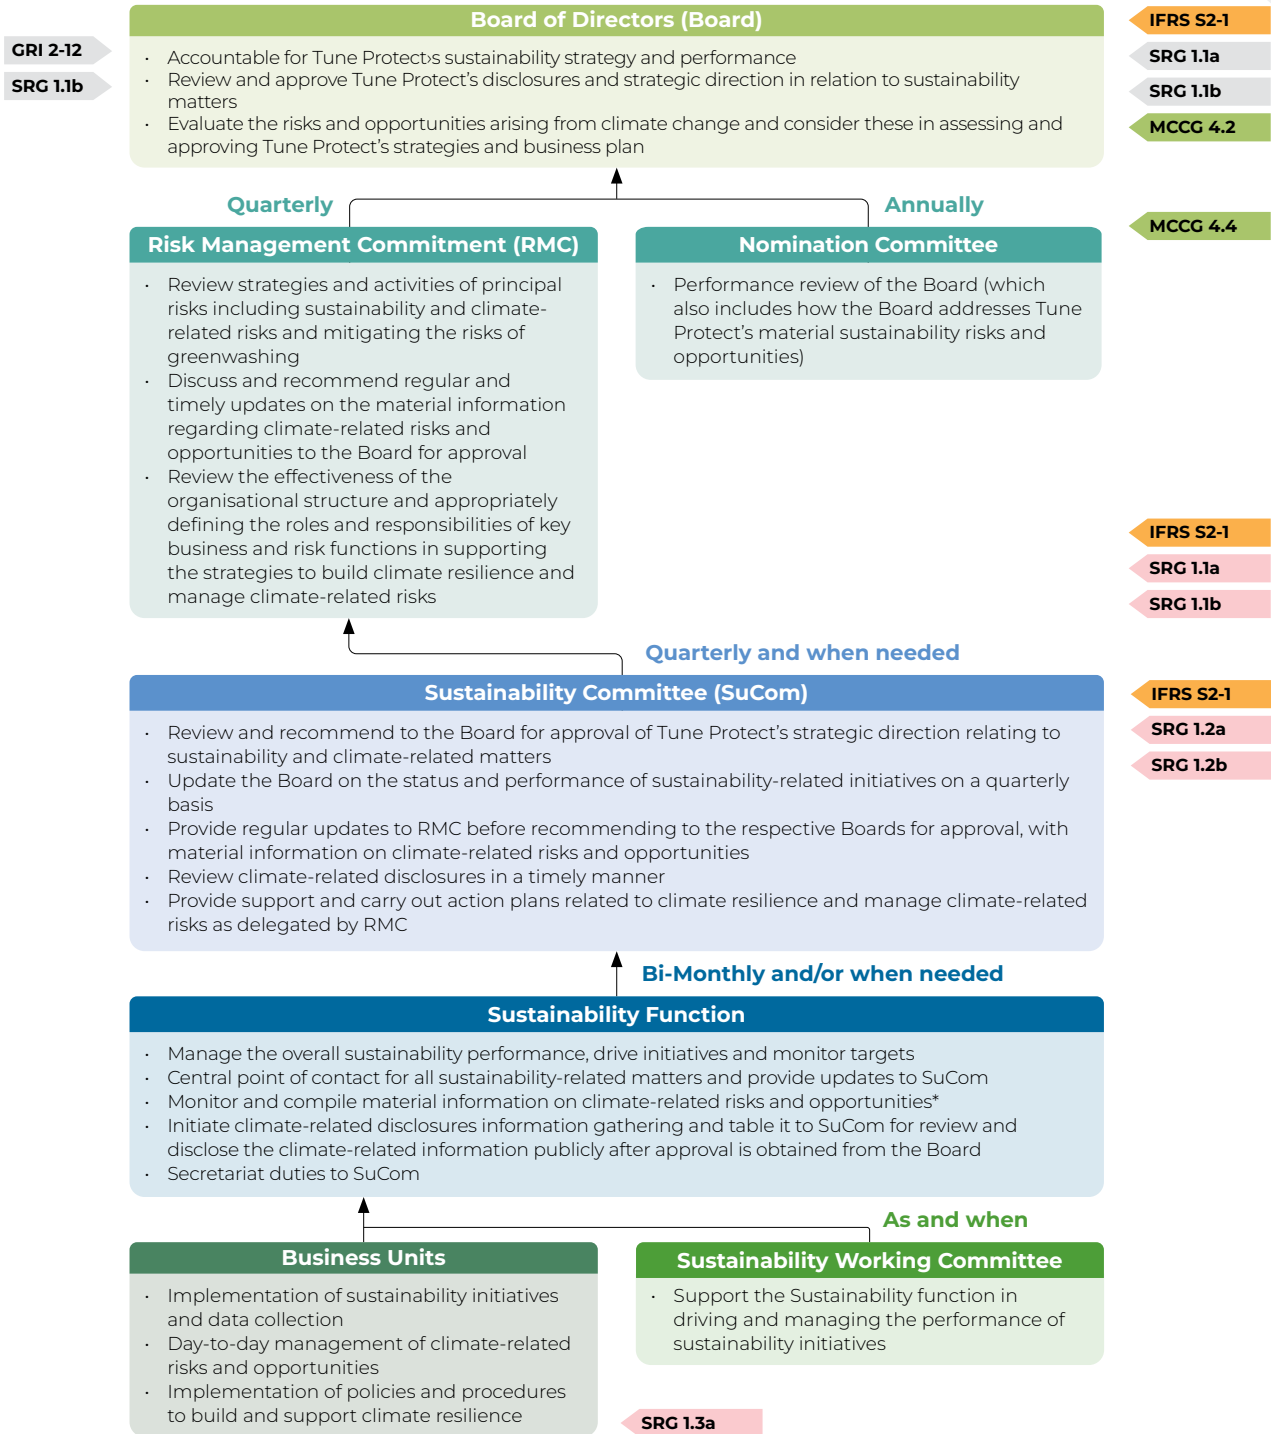 Board of Directors (Board)
IFRS S2-1
GRI 2-12
SRG 1.1a
SRG 1.1b
SRG 1.1b
MCCG 4.2
· Accountable for Tune Protect›s sustainability strategy and performance
· Review and approve Tune Protect’s disclosures and strategic direction in relation to sustainability
matters
· Evaluate the risks and opportunities arising from climate change and consider these in assessing and
approving Tune Protect’s strategies and business plan
Quarterly
Annually
MCCG 4.4
Risk Management Commitment (RMC)
· Review strategies and activities of principal
risks including sustainability and climate-
related risks and mitigating the risks of
greenwashing
· Discuss and recommend regular and
timely updates on the material information
regarding climate-related risks and
opportunities to the Board for approval
· Review the effectiveness of the
organisational structure and appropriately
defining the roles and responsibilities of key
business and risk functions in supporting
the strategies to build climate resilience and
manage climate-related risks
Nomination Committee
· Performance review of the Board (which
also includes how the Board addresses Tune
Protect’s material sustainability risks and
opportunities)
IFRS S2-1
SRG 1.1a
SRG 1.1b
Quarterly and when needed
Sustainability Committee (SuCom)
IFRS S2-1
SRG 1.2a
SRG 1.2b
· Review and recommend to the Board for approval of Tune Protect’s strategic direction relating to
sustainability and climate-related matters
· Update the Board on the status and performance of sustainability-related initiatives on a quarterly
basis
· Provide regular updates to RMC before recommending to the respective Boards for approval, with
material information on climate-related risks and opportunities
· Review climate-related disclosures in a timely manner
· Provide support and carry out action plans related to climate resilience and manage climate-related
risks as delegated by RMC
Bi-Monthly and/or when needed
Sustainability Function
· Manage the overall sustainability performance, drive initiatives and monitor targets
· Central point of contact for all sustainability-related matters and provide updates to SuCom
· Monitor and compile material information on climate-related risks and opportunities*
· Initiate climate-related disclosures information gathering and table it to SuCom for review and
disclose the climate-related information publicly after approval is obtained from the Board
· Secretariat duties to SuCom
As and when
Business Units
· Implementation of sustainability initiatives
and data collection
· Day-to-day management of climate-related
risks and opportunities
· Implementation of policies and procedures
to build and support climate resilience
Sustainability Working Committee
· Support the Sustainability function in
driving and managing the performance of
sustainability initiatives
SRG 1.3a